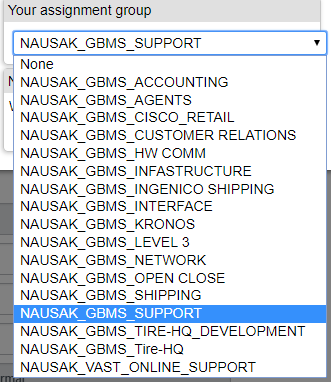 Your assignment group
NAUSAK_GBMS_SUPPORT
None
NAUSAK_GBMS_ACCOUNTING
NAUSAK_GBMS_AGENTS
NAUSAK_GBMS_CISCO_RETAIL
NAUSAK_GBMS_CUSTOMER RELATIONS
NAUSAK_GBMS_HW COMM
NAUSAK_GBMS_INFASTRUCTURE
NAUSAK_GBMS_INGENICO SHIPPING
NAUSAK_GBMS_INTERFACE
NAUSAK_GBMS_KRONOS
NAUSAK_GBMS_LEVEL 3
NAUSAK_GBMS_NETWORK
NAUSAK_GBMS_OPEN CLOSE
NAUSAK_GBMS_SHIPPING
NAUSAK_GBMS_SUPPORT
NAUSAK_GBMS_TIRE-HQ_DEVELOPMENT
NAUSAK_GBMS_Tire-HQ
NAUSAK_VAST_ONLINE_SUPPORT